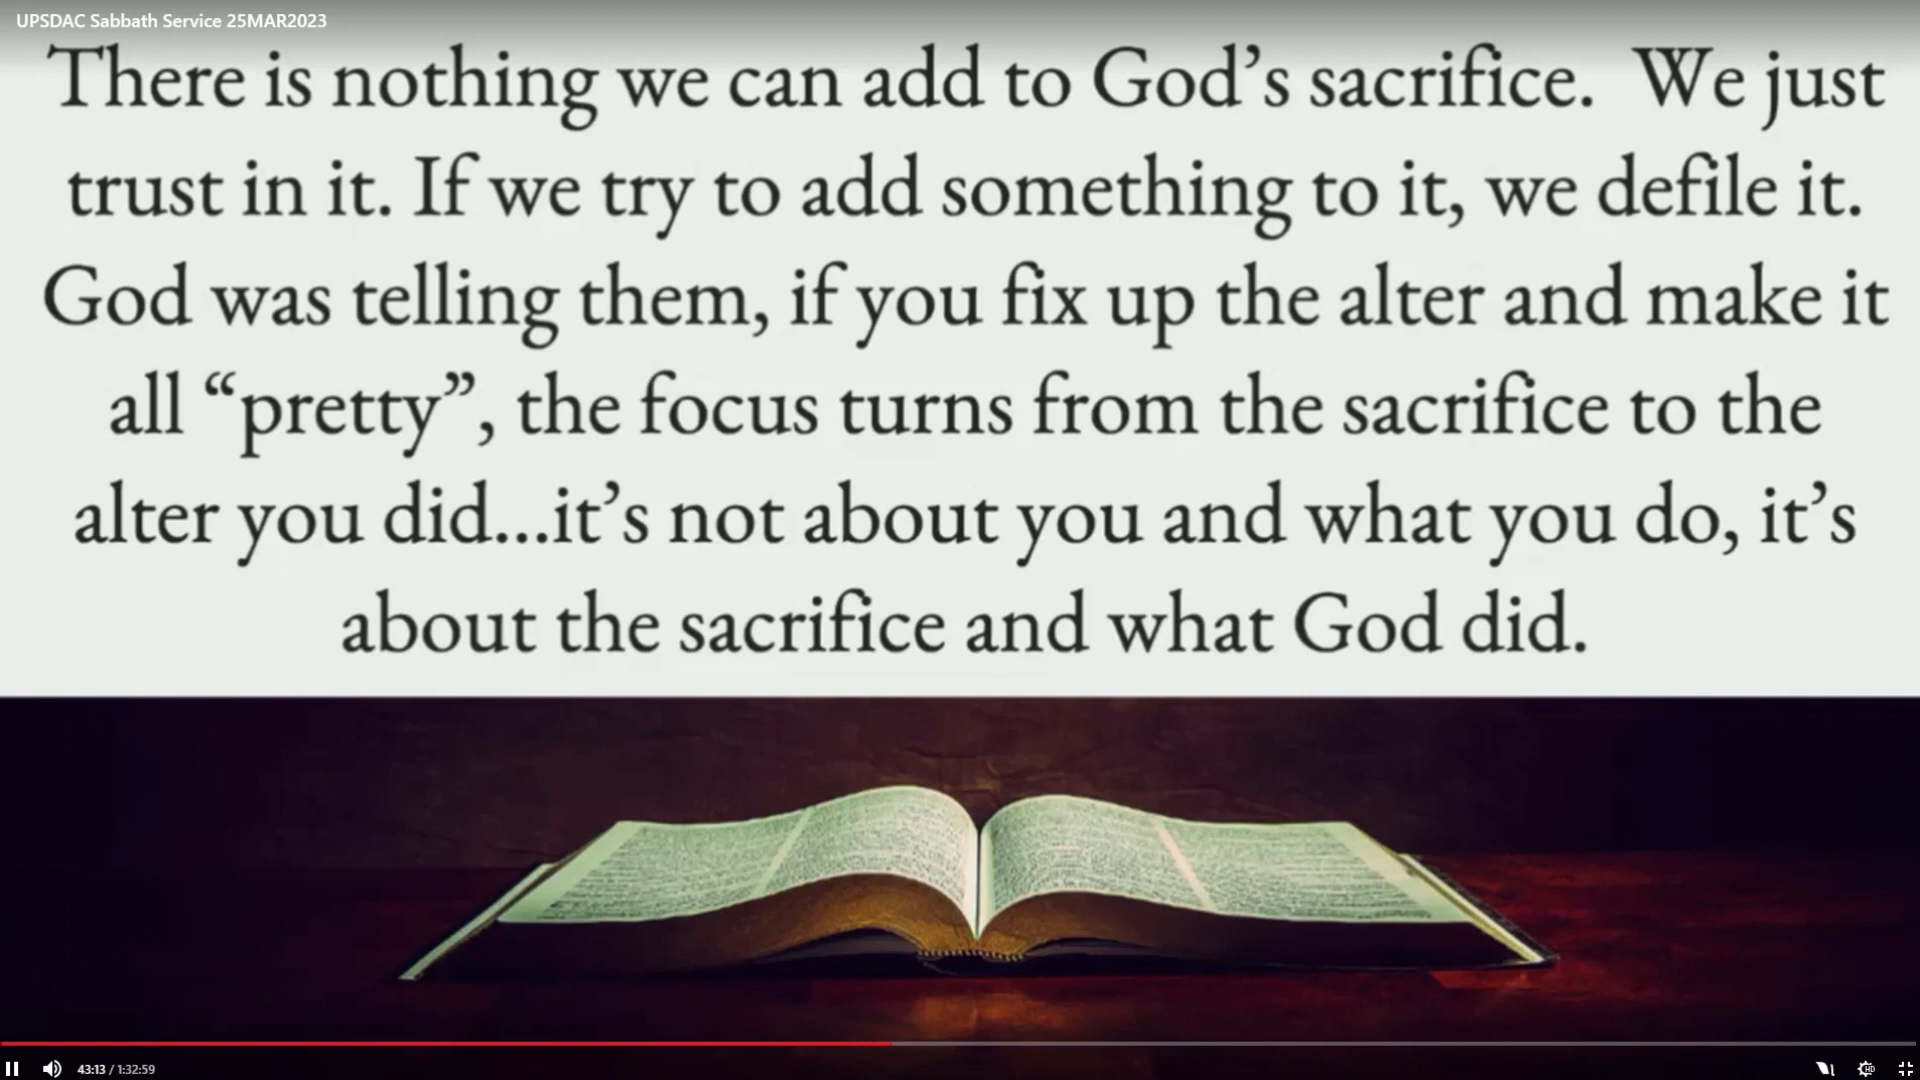 UPSDAC Sabbath Service 25MAR2023
There is nothing we can add to God’s sacrifice.  We just
trust in it. If we try to add something to it, we defile it.
God was telling them, if you fix up the alter and make it
all “pretty”, the focus turns from the sacrifice to the
alter you did...it’s not about you and what you do, it’s
about the sacrifice and what God did.
43:13 / 1:32:59
HD